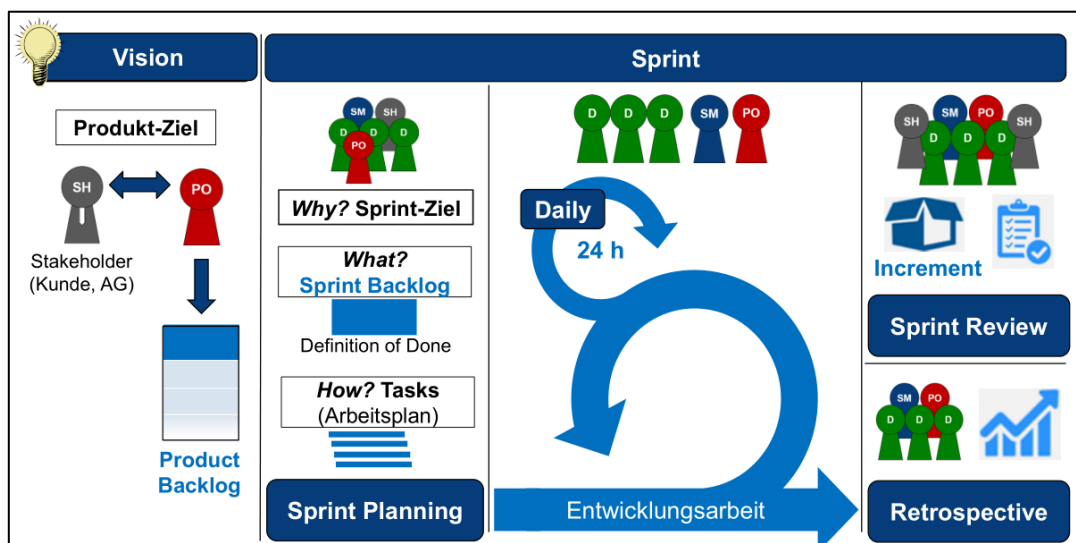 Vision
Produkt-Ziel
SH
PO
Stakeholder
(Kunde, AG)
Product
Backlog
Sprint
SM SH
D D D
PO
Why? Sprint-Ziel
What?
Sprint Backlog
Definition of Done
How? Tasks
(Arbeitsplan)
Sprint Planning
D D D SM PO
Daily
24 h
Entwicklungsarbeit
SH SM PO SH
D D D
Increment
Sprint Review
SM PO
D D D
Retrospective